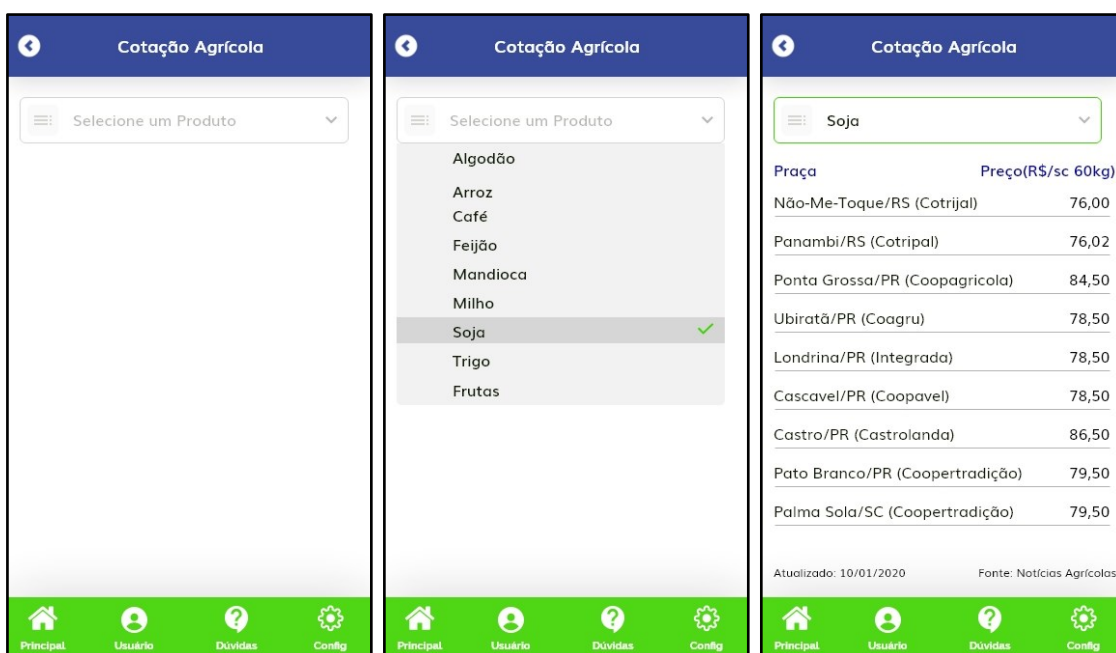 Cotação Agrícola
Selecione um Produto
Principal Usuário Dúvidas Config
Cotação Agrícola
Selecione um Produto
Algodão
Arroz
Café
Feijão
Mandioca
Milho
Soja
Trigo
Frutas
Principal Usuário Dúvidas Config
Cotação Agrícola
Soja
Praça Preço(R$/sc 60kg)
Não-Me-Toque/RS (Cotrijal) 76,00
Panambi/RS (Cotripal) 76,02
Ponta Grossa/PR (Coopagricola) 84,50
Ubiratã/PR (Coagru) 78,50
Londrina/PR (Integrada) 78,50
Cascavel/PR (Coopavel) 78,50
Castro/PR (Castrolanda) 86,50
Pato Branco/PR (Coopertradição) 79,50
Palma Sola/SC (Coopertradição) 79,50
Atualizado: 10/01/2020 Fonte: Notícias Agrícolas
Principal Usuário Dúvidas Config